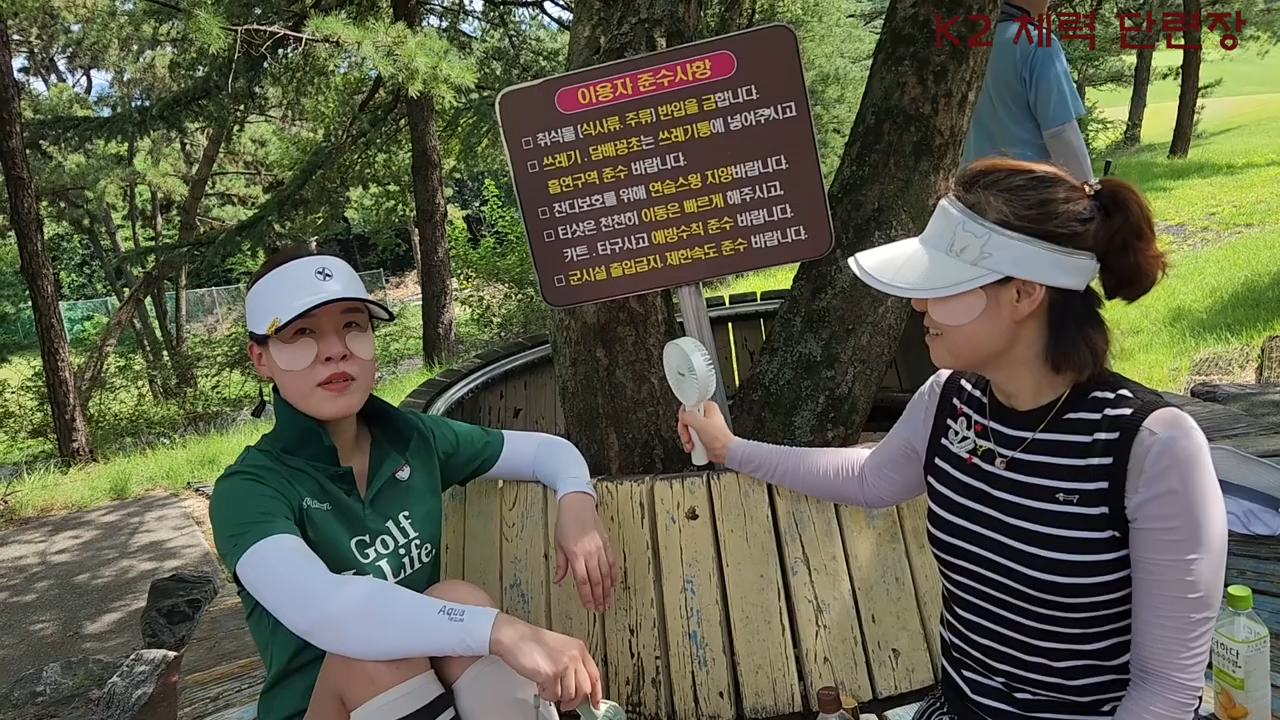 K2 체력 단련장
이용자 준수사항
□ 취식물 (식사류, 주류) 반입을 금합니다.
□ 쓰레기 . 담배꽁초는 쓰레기통에 넣어주시고
흡연구역 준수 바랍니다.
□ 잔디보호를 위해 연습스윙 지양바랍니다.
□ 티샷은 천천히 이동은 빠르게 해주시고,
카트 . 타구사고 예방수칙 준수 바랍니다.
□ 군시설 출입금지, 제한속도 준수 바랍니다.
Golf
Life
Aqua